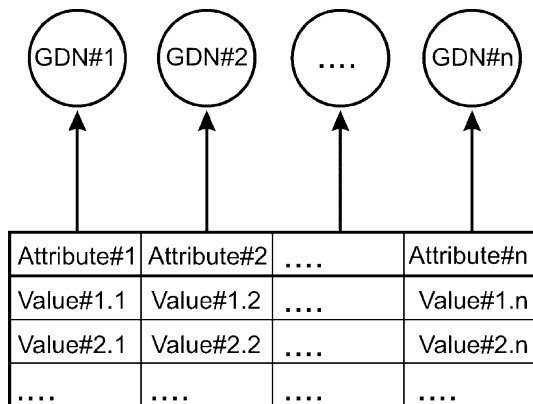 GDN#1 GDN#2 .... GDN#n
Attribute#1 Attribute#2 .... Attribute#n
Value#1.1 Value#1.2 .... Value#1.n
Value#2.1 Value#2.2 .... Value#2.n
.... .... .... ....